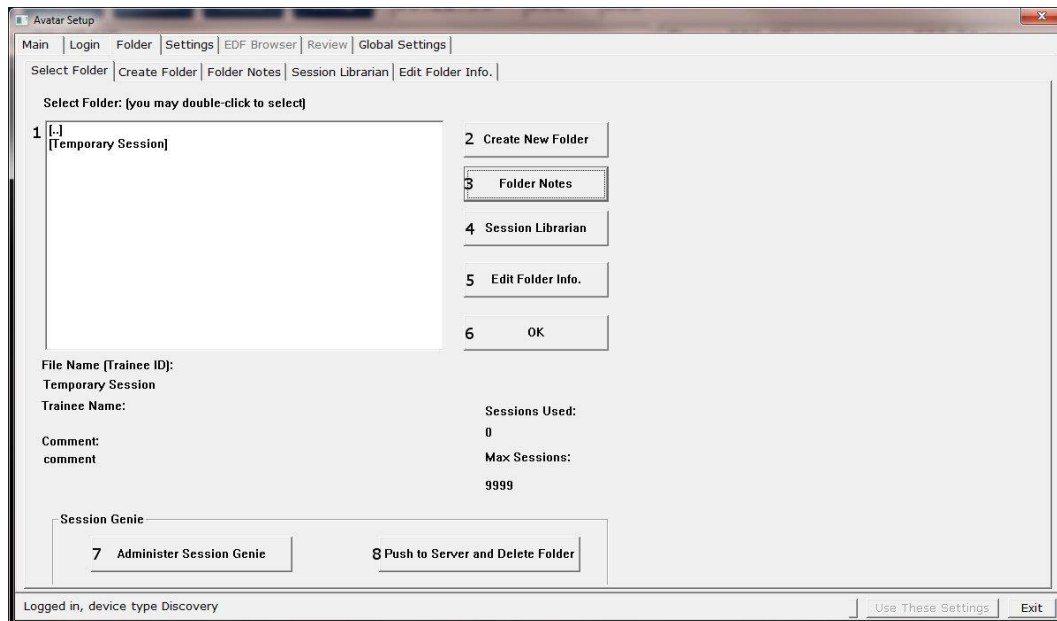 Avatar Setup
Main Login Folder Settings EDF Browser Review Global Settings
Select Folder Create Folder Folder Notes Session Librarian Edit Folder Info.
Select Folder: (you may double-click to select)
1 [..]
[Temporary Session]
2 Create New Folder
3 Folder Notes
4 Session Librarian
5 Edit Folder Info.
6 OK
File Name (Trainee ID):
Temporary Session
Trainee Name:
Comment:
comment
Sessions Used:
0
Max Sessions:
9999
Session Genie
7 Administer Session Genie
8 Push to Server and Delete Folder
Logged in, device type Discovery
Use These Settings Exit